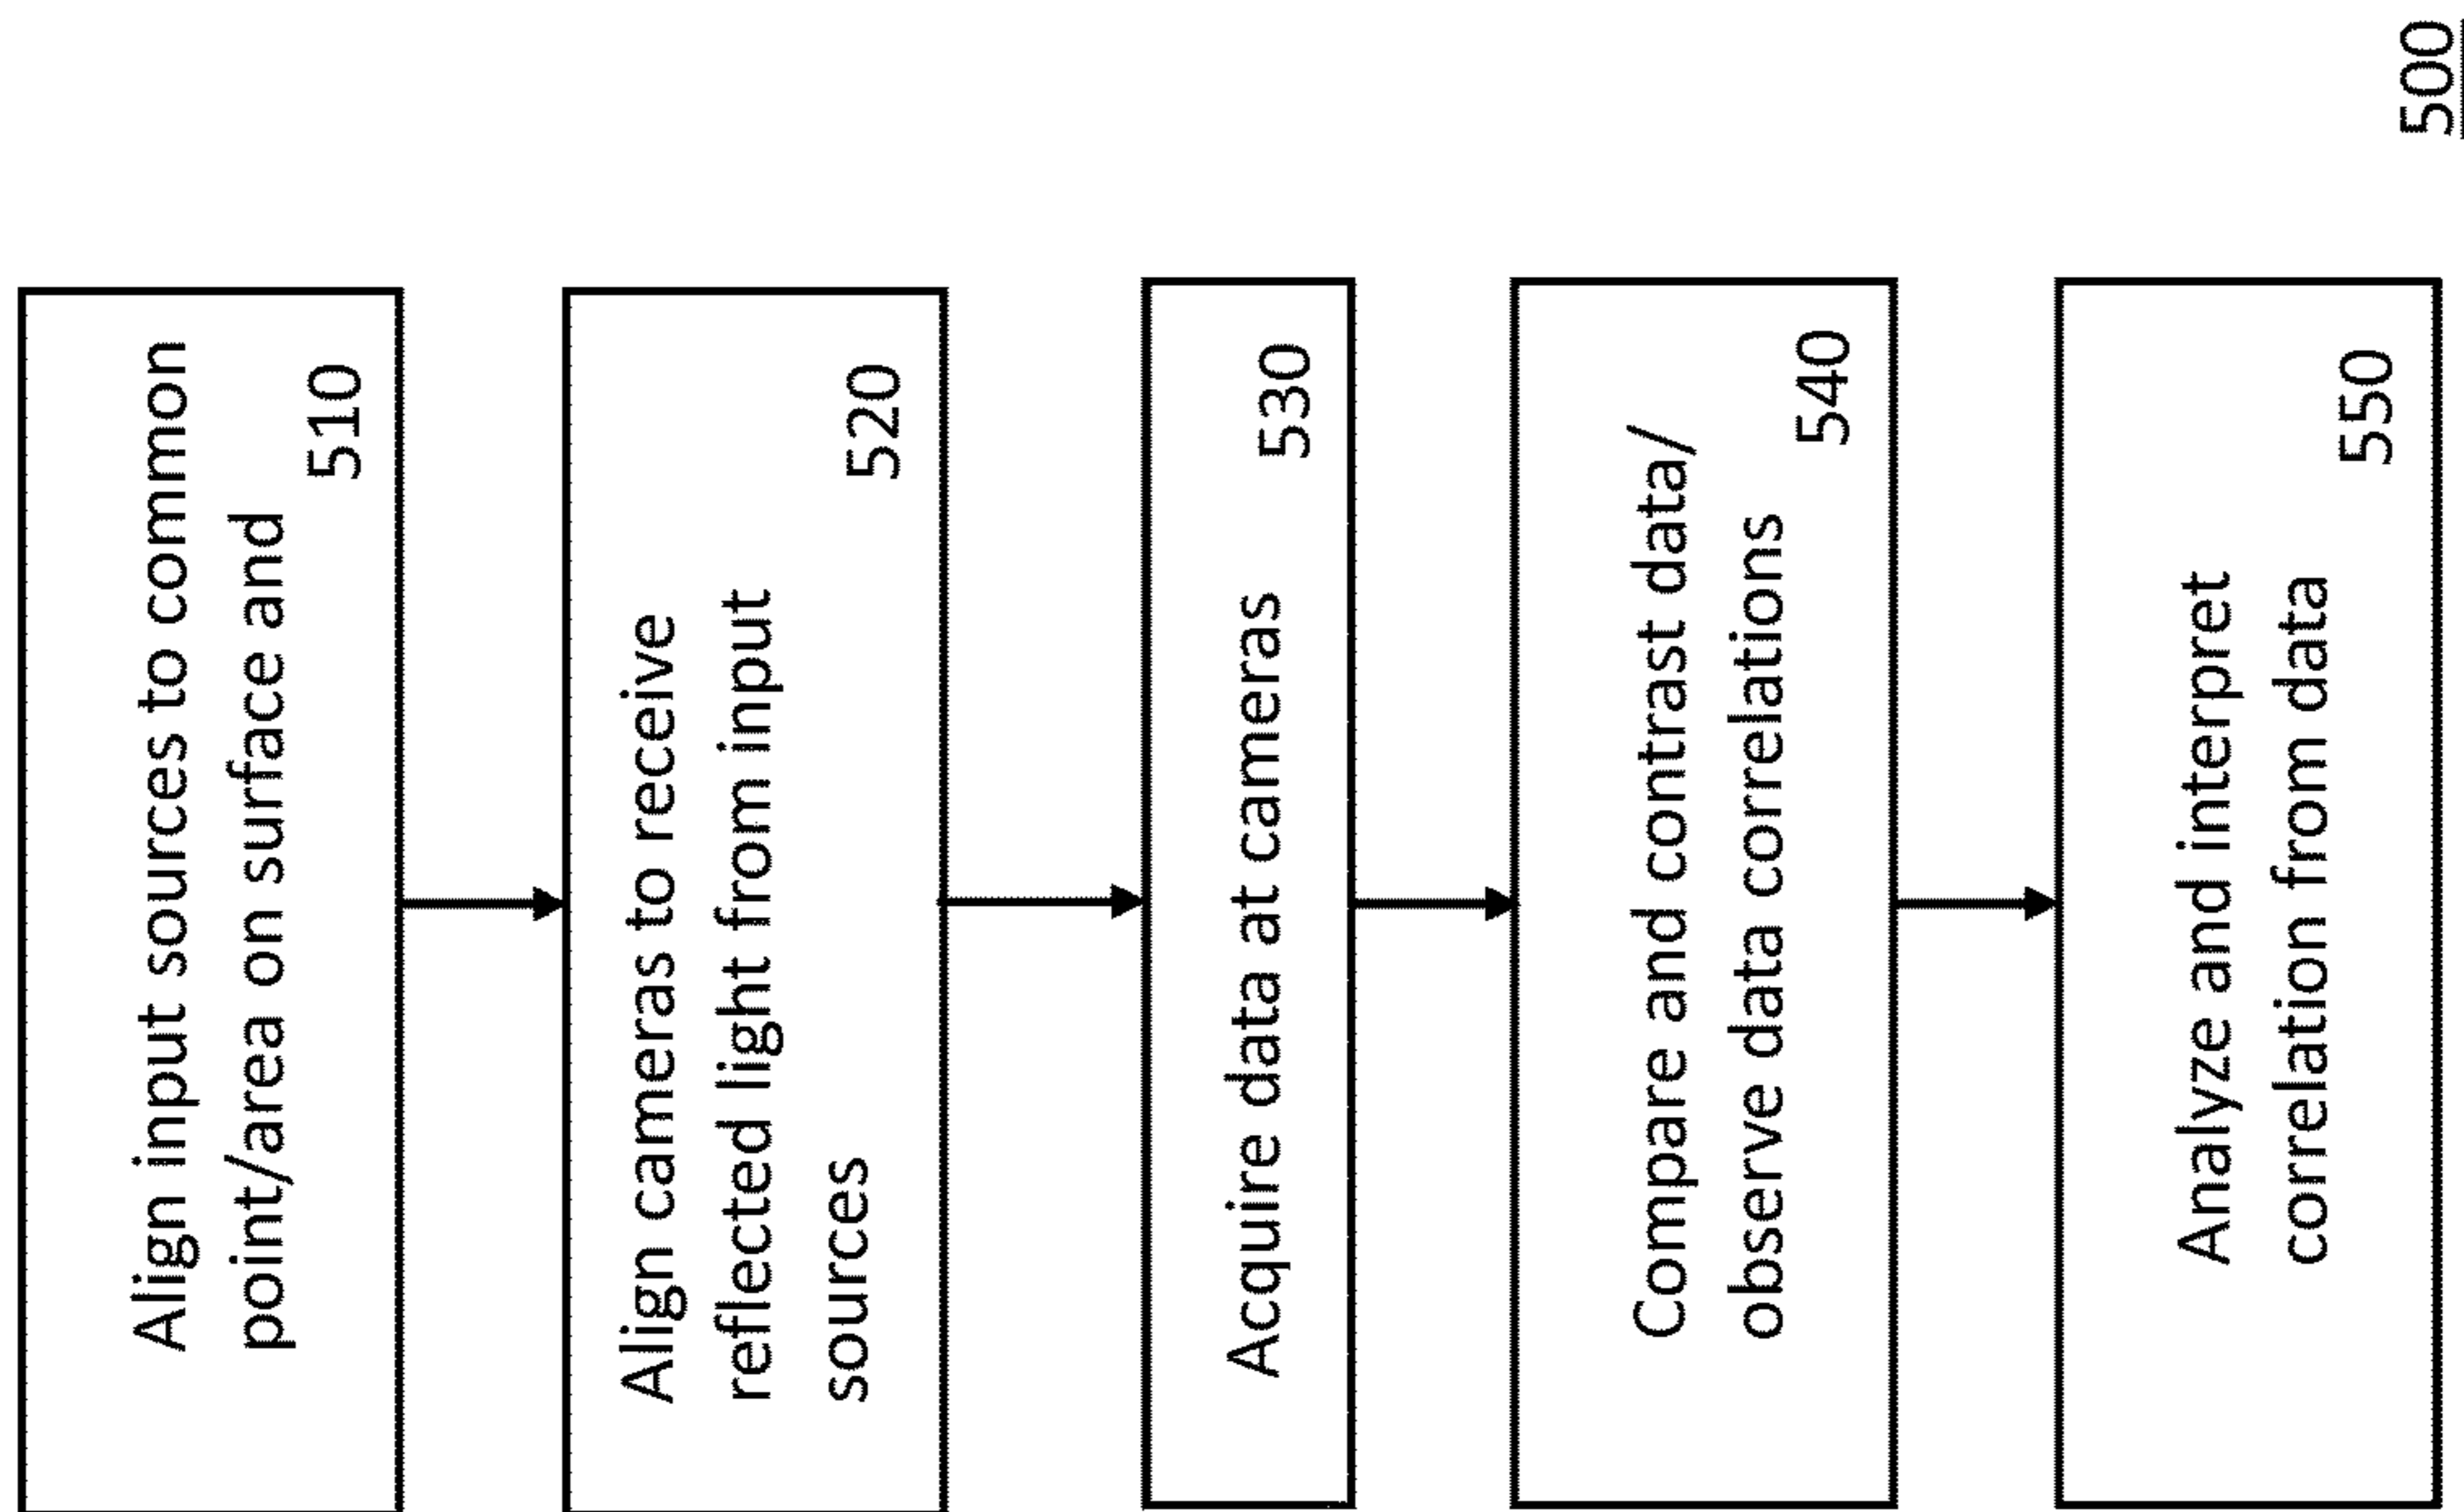 Align input sources to common
point/area on surface and
510
Align cameras to receive
reflected light from input
sources
520
Acquire data at cameras 530
Compare and contrast data/
observe data correlations
540
Analyze and interpret
correlation from data
550
500